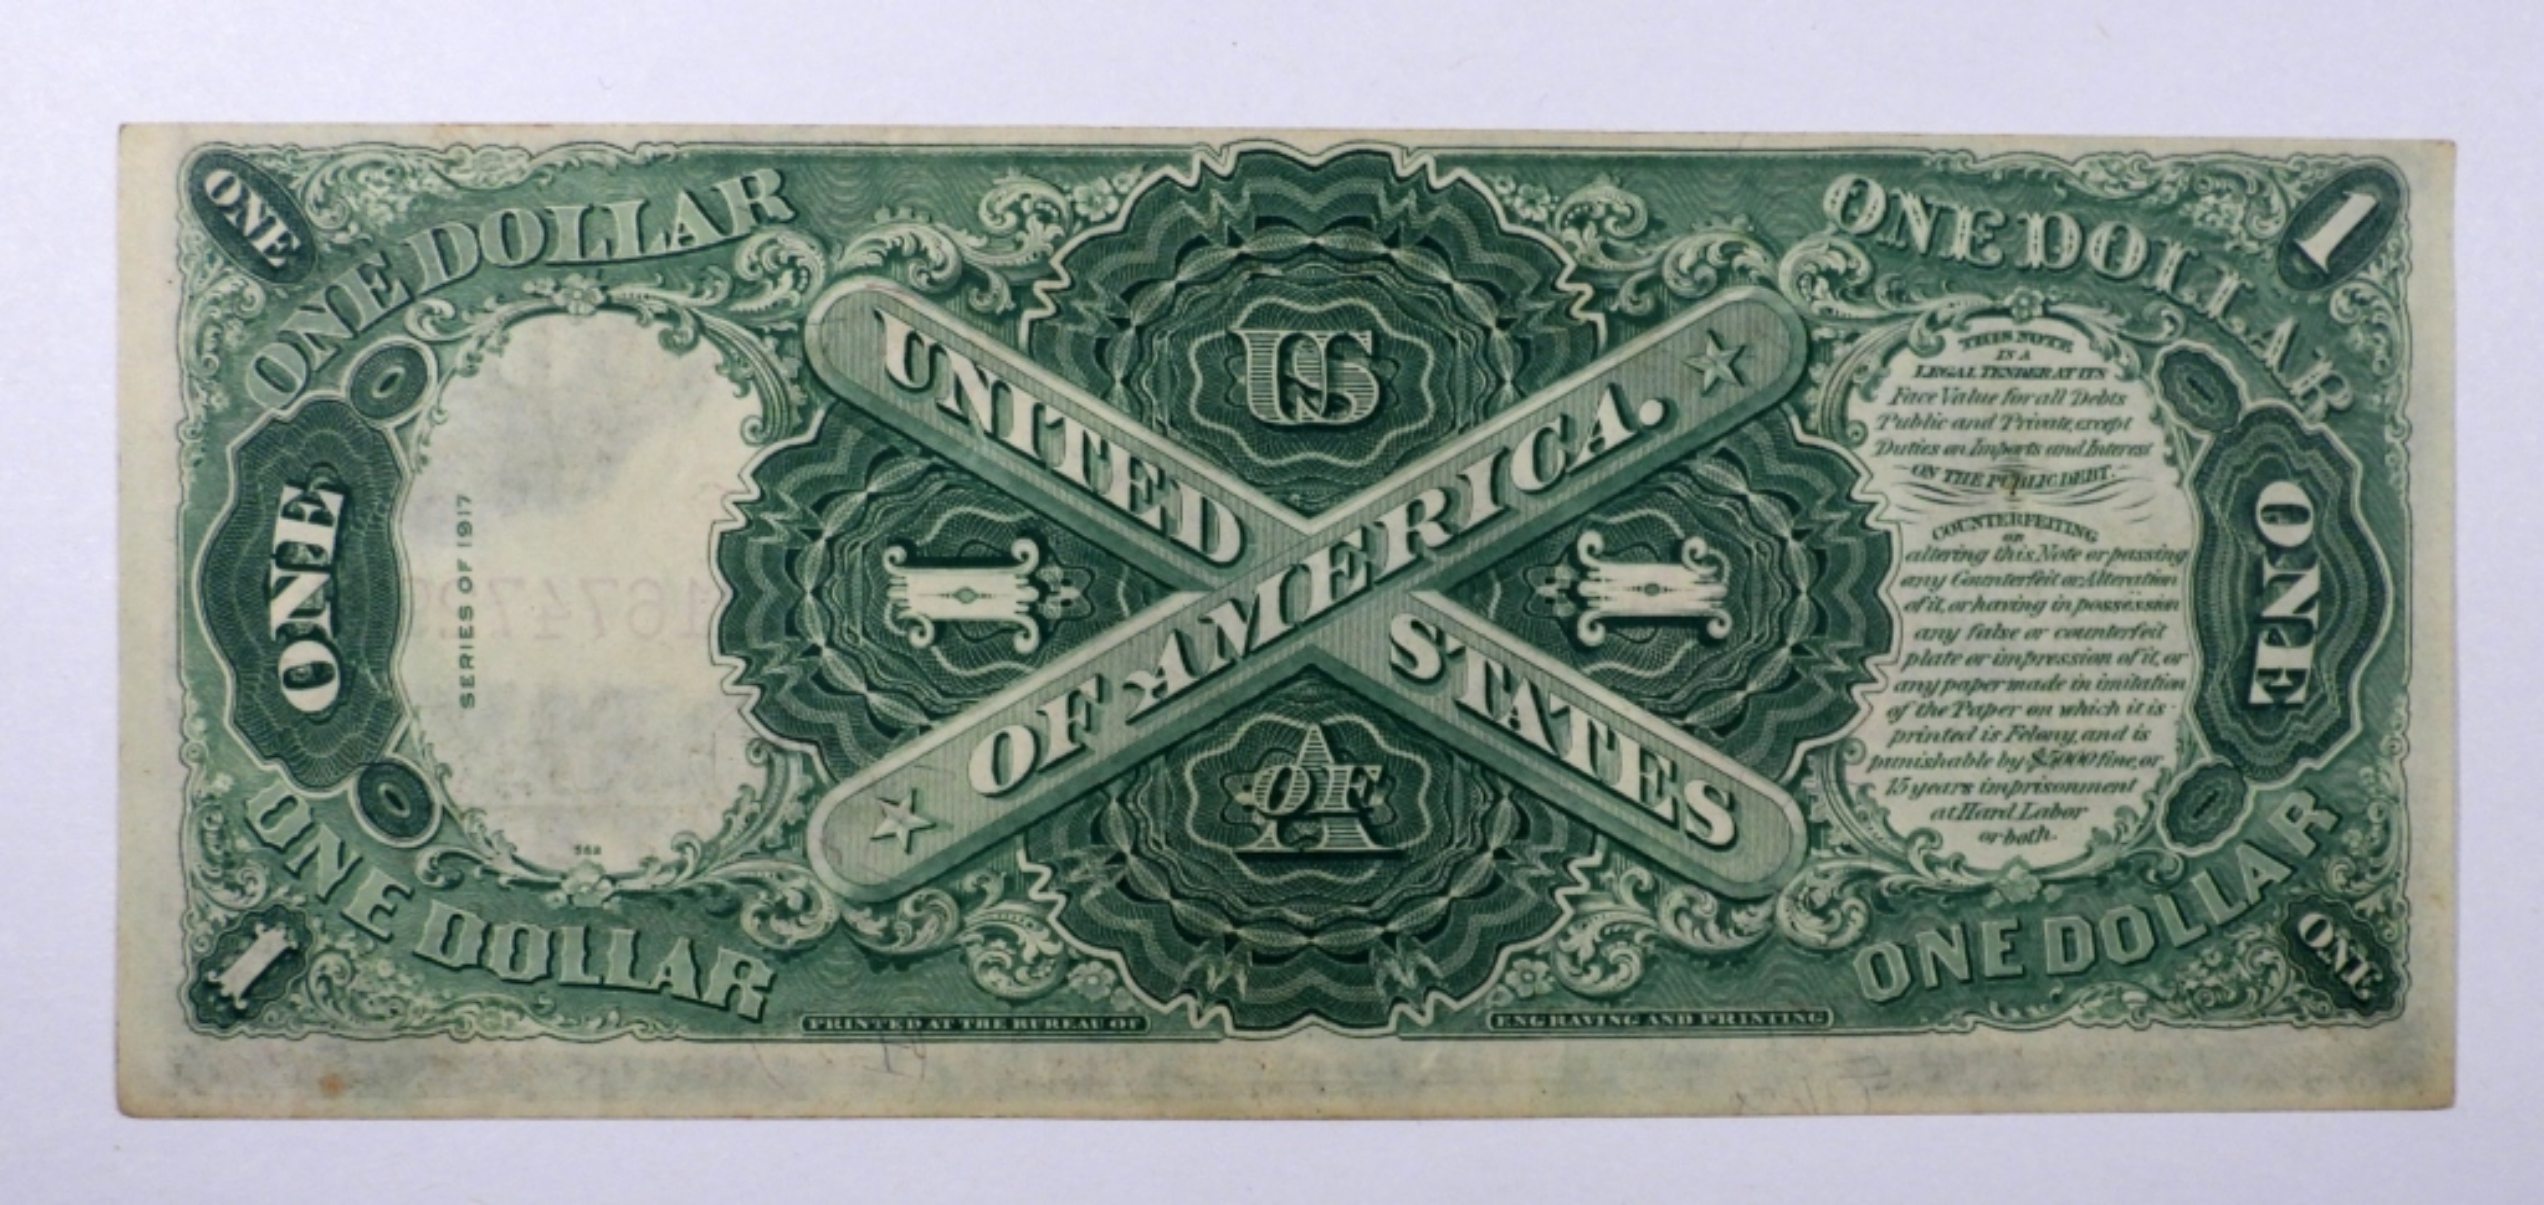 ONE
ONE DOLLAR
ONE DOLLAR
1
US
UNITED
STATES
OF AMERICA.
ONE
SERIES OF 1917
1
1
ONE
THIS NOTE
IS A
LEGAL TENDER AT ITS
Face Value for all Debts
Public and Private, except
Duties on Imports and Interest
ON THE PUBLIC DEBT.
COUNTERFEITING
or
altering this Note or passing
any Counterfeit or Alteration
of it, or having in possession
any false or counterfeit
plate or impression of it, or
any paper made in imitation
of the Paper on which it is
printed is Felony, and is
punishable by $5000 fine, or
15 years imprisonment
at Hard Labor
or both.
OF
A
568
1
ONE DOLLAR
ONE DOLLAR
ONE
PRINTED AT THE BUREAU OF
ENGRAVING AND PRINTING